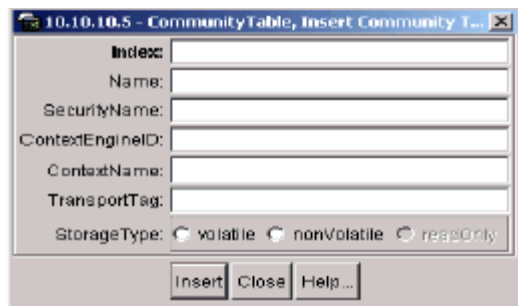 10.10.10.5 - CommunityTable, Insert Community T...
Index:
Name:
SecurityName:
ContextEngineID:
ContextName:
TransportTag:
StorageType: volatile nonVolatile readOnly
Insert Close Help...